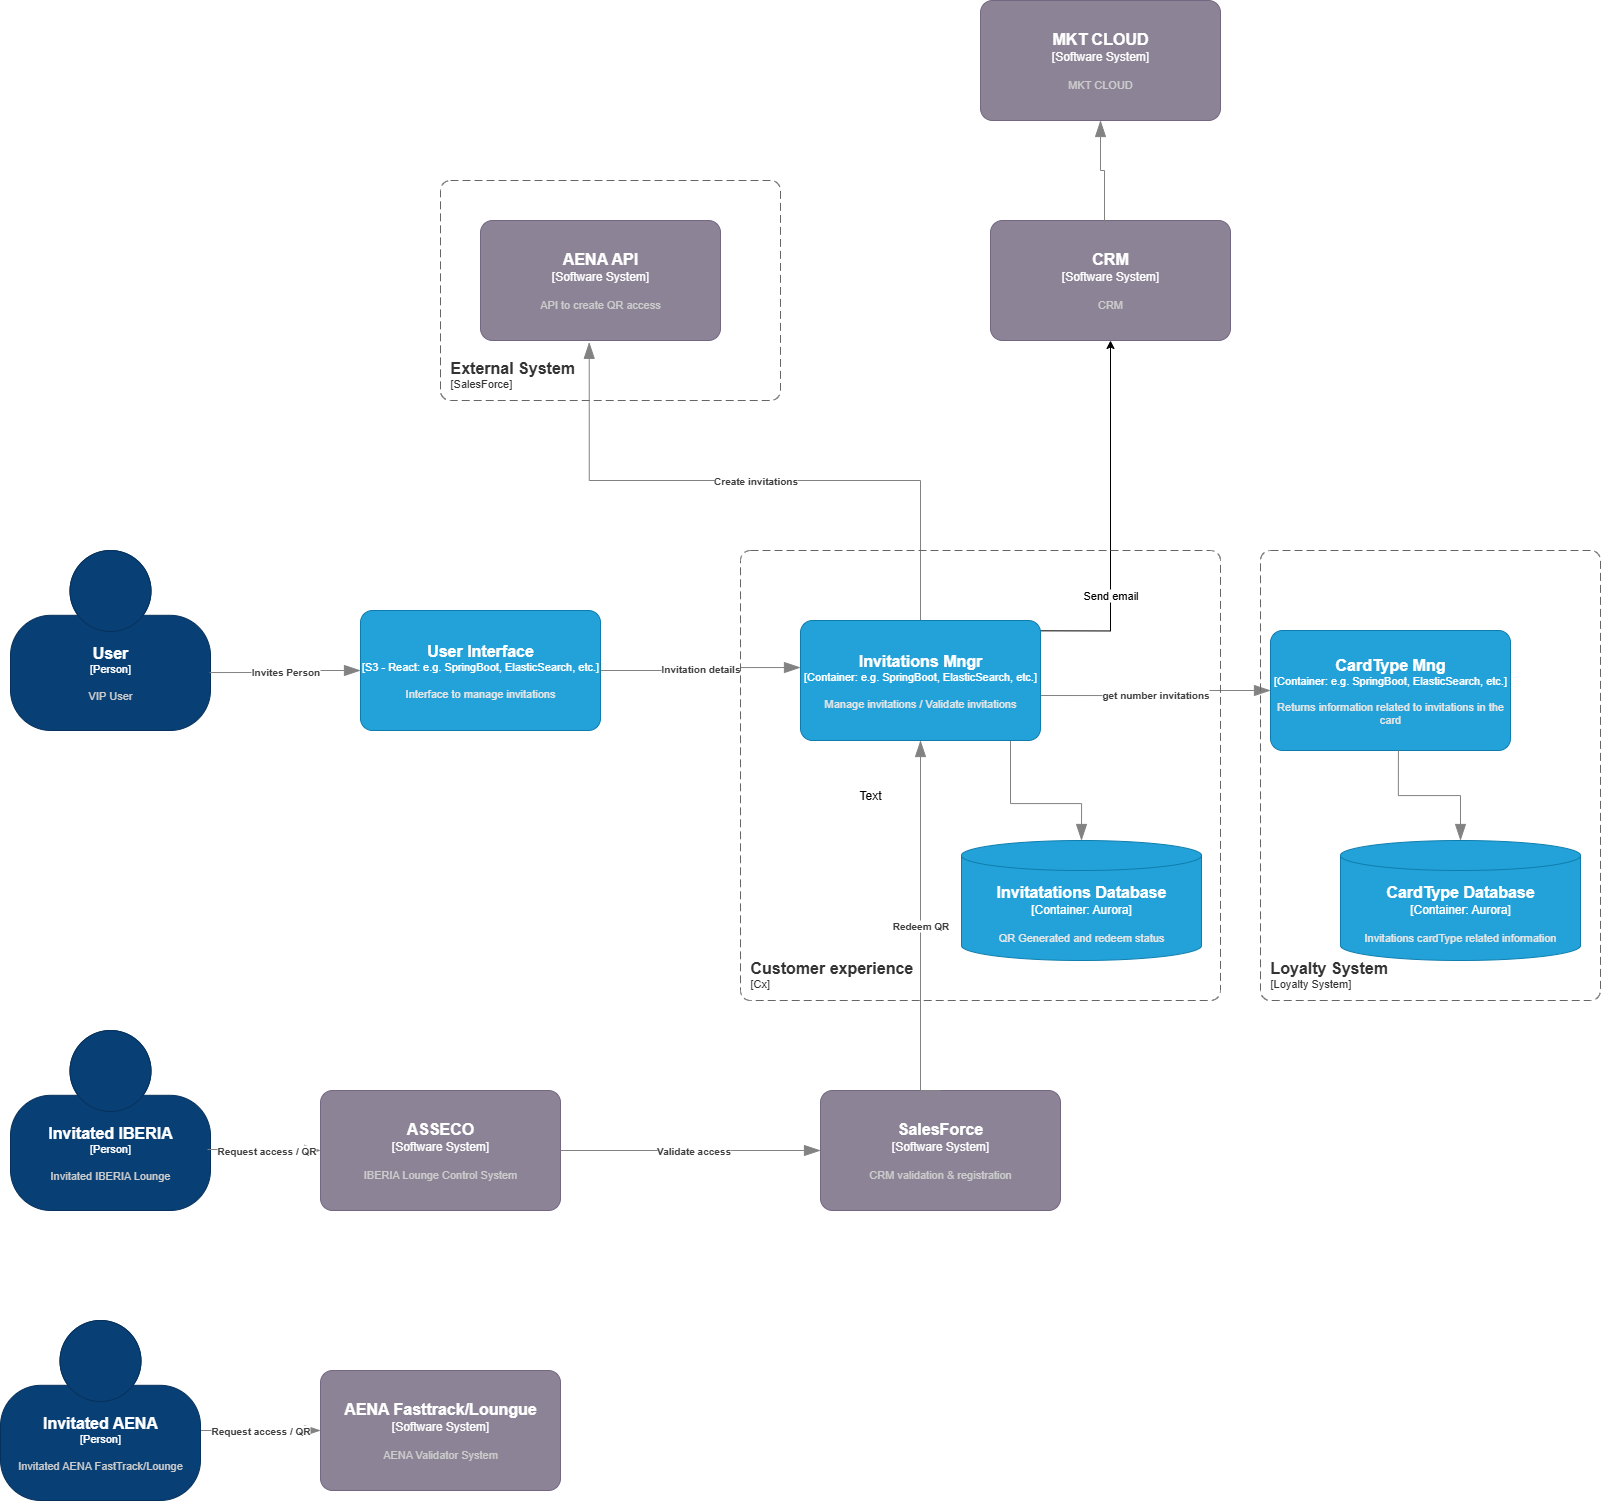 MKT CLOUD
[Software System]
MKT CLOUD
AENA API
[Software System]
API to create QR access
External System
[SalesForce]
CRM
[Software System]
CRM
Create invitations
Send email
User
[Person]
VIP User
Invites Person
User Interface
[S3 - React: e.g. SpringBoot, ElasticSearch, etc.]
Interface to manage invitations
Invitation details
Invitations Mngr
[Container: e.g. SpringBoot, ElasticSearch, etc.]
Manage invitations / Validate invitations
get number invitations
CardType Mng
[Container: e.g. SpringBoot, ElasticSearch, etc.]
Returns information related to invitations in the
card
Text
Invitatations Database
[Container: Aurora]
QR Generated and redeem status
CardType Database
[Container: Aurora]
Invitations cardType related information
Redeem QR
Customer experience
[Cx]
Loyalty System
[Loyalty System]
Invitated IBERIA
[Person]
Invitated IBERIA Lounge
Request access / QR
ASSECO
[Software System]
IBERIA Lounge Control System
Validate access
SalesForce
[Software System]
CRM validation & registration
Invitated AENA
[Person]
Invitated AENA FastTrack/Lounge
Request access / QR
AENA Fasttrack/Loungue
[Software System]
AENA Validator System